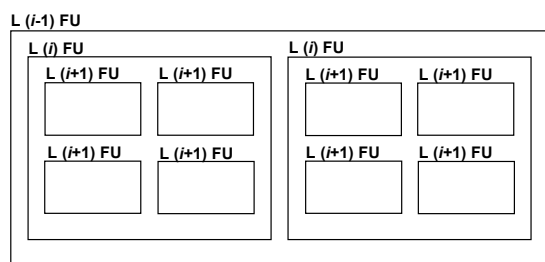 L (i-1) FU
L (i) FU L (i) FU
L (i+1) FU L (i+1) FU L (i+1) FU L (i+1) FU
L (i+1) FU L (i+1) FU L (i+1) FU L (i+1) FU